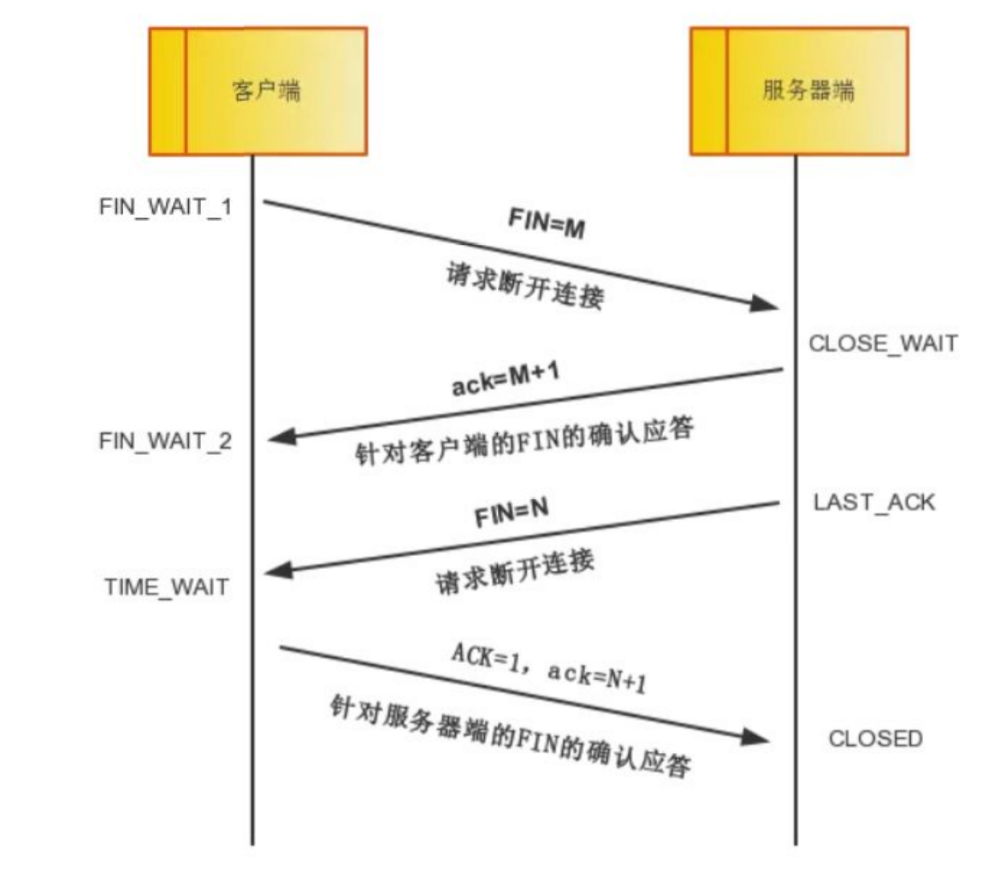 客户端
服务器端
FIN_WAIT_1
FIN=M
请求断开连接
CLOSE_WAIT
ack=M+1
FIN_WAIT_2
针对客户端的FIN的确认应答
LAST_ACK
FIN=N
请求断开连接
TIME_WAIT
ACK=1, ack=N+1
针对服务器端的FIN的确认应答
CLOSED